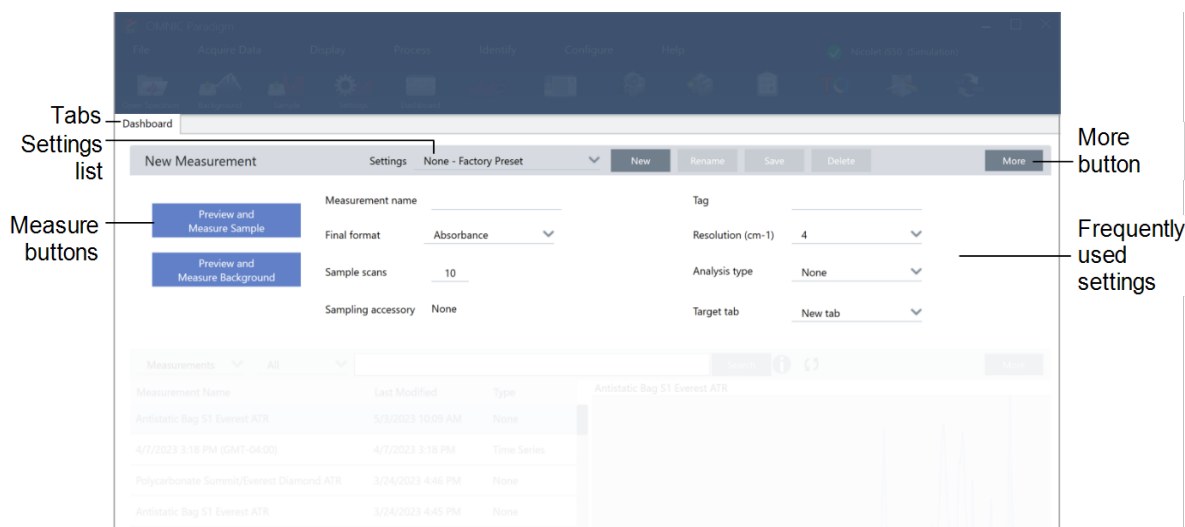 OMNIC Paradigm
File Acquire Data Display Process Identify Configure Help Nicolet iS50 (Simulation)
Tabs
Dashboard
Settings
list
More
button
New Measurement Settings None - Factory Preset New Rename Save Delete More
Measure
buttons
Preview and
Measure Sample
Preview and
Measure Background
Measurement name
Final format Absorbance
Sample scans 10
Sampling accessory None
Tag
Resolution (cm-1) 4
Analysis type None
Target tab New tab
Frequently
used
settings
Measurements All Search More
Measurement Name Last Modified Type
Antistatic Bag S1 Everest ATR 5/3/2023 10:09 AM None
4/7/2023 3:18 PM (GMT-04:00) 4/7/2023 3:18 PM Time Series
Polycarbonate Summit/Everest Diamond ATR 3/24/2023 4:46 PM None
Antistatic Bag S1 Everest ATR 3/24/2023 4:45 PM None
Antistatic Bag S1 Everest ATR